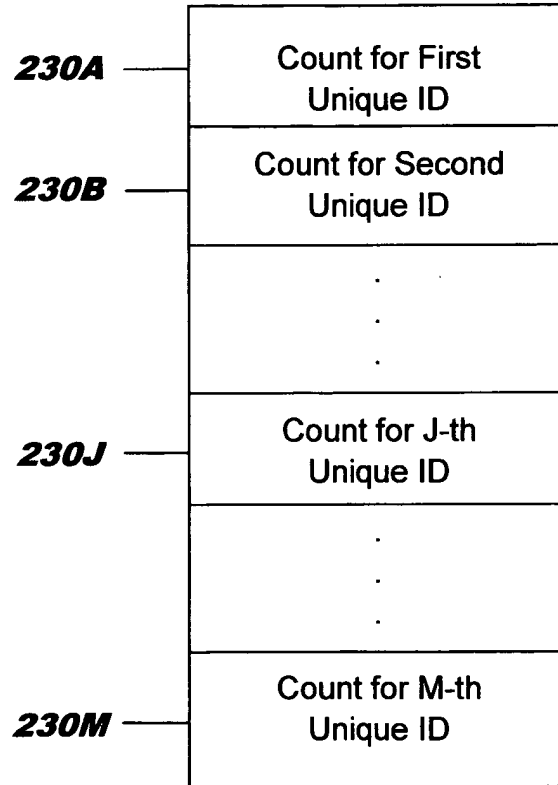 230A
Count for First
Unique ID
230B
Count for Second
Unique ID
.
.
.
230J
Count for J-th
Unique ID
.
.
.
230M
Count for M-th
Unique ID